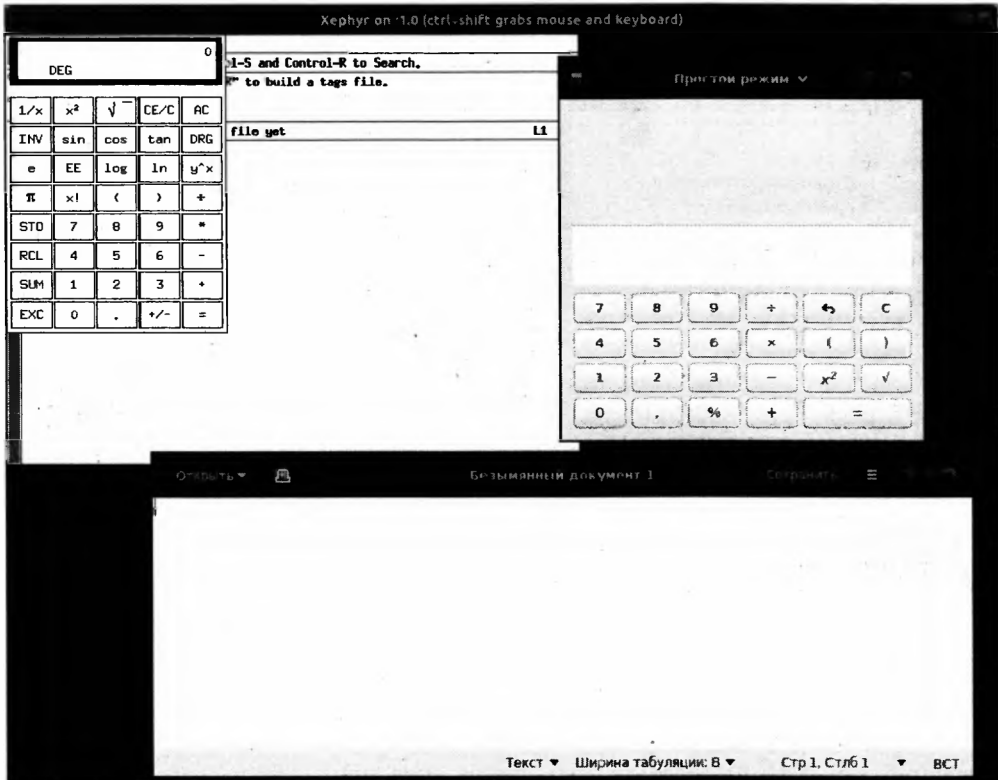 Xephyr on :1.0 (ctrl-shift grabs mouse and keyboard)
0
DEG
1/x x² √‾ CE/C AC
INV sin cos tan DRG
e EE log ln y^x
π x! ( ) ÷
STO 7 8 9 *
RCL 4 5 6 -
SUM 1 2 3 +
EXC 0 . +/- =
l-S and Control-R to Search.
" to build a tags file.
file yet L1
Простой режим
7 8 9 ÷ C
4 5 6 × ( )
1 2 3 − x² √
0 , % + =
Открыть Безымянный документ 1 Сохранить
Текст Ширина табуляции: 8 Стр 1, Стлб 1 ВСТ